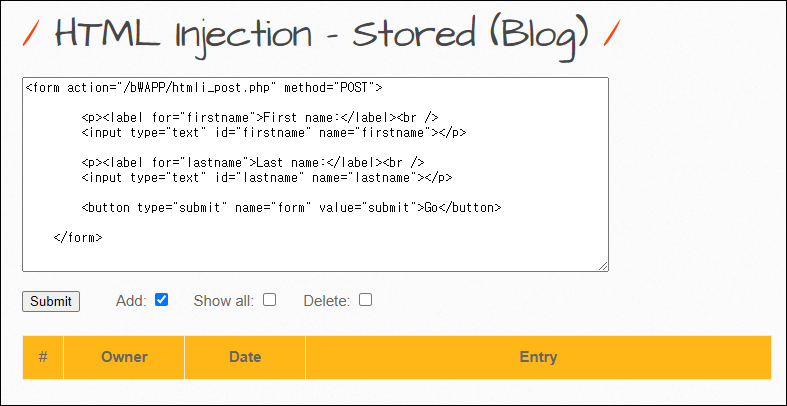 / HTML Injection - Stored (Blog) /
<form action="/bWAPP/htmli_post.php" method="POST">
<p><label for="firstname">First name:</label><br />
<input type="text" id="firstname" name="firstname"></p>
<p><label for="lastname">Last name:</label><br />
<input type="text" id="lastname" name="lastname"></p>
<button type="submit" name="form" value="submit">Go</button>
</form>
Submit Add: Show all: Delete:
# Owner Date Entry